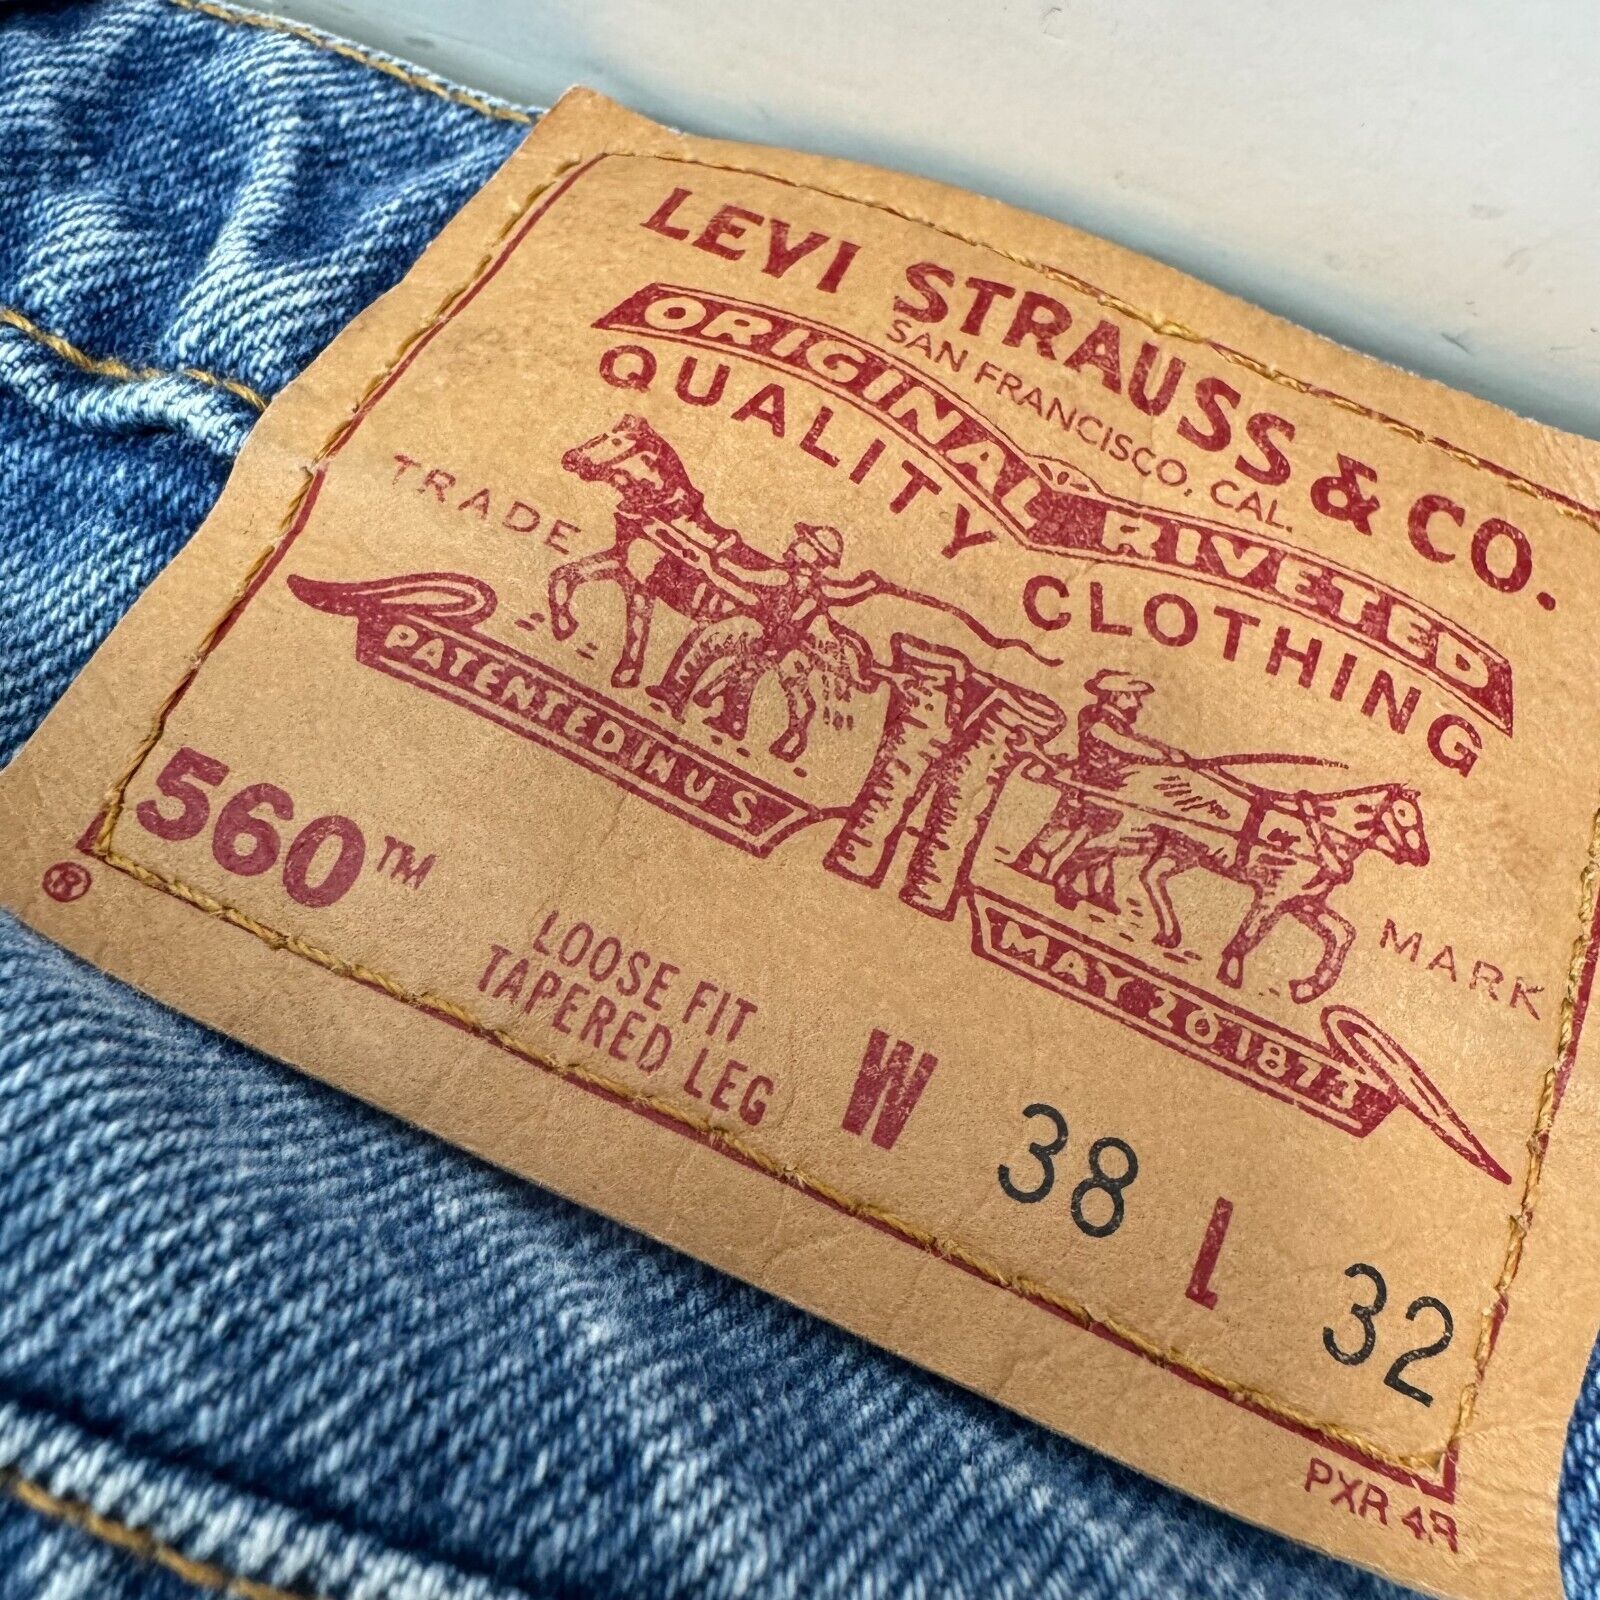 LEVI STRAUSS & CO.
SAN FRANCISCO, CAL.
ORIGINAL RIVETED
QUALITY CLOTHING
TRADE MARK
PATENTED IN U S
MAY 20 1873
560™
®
LOOSE FIT
TAPERED LEG
W 38 L 32
PXR 4R